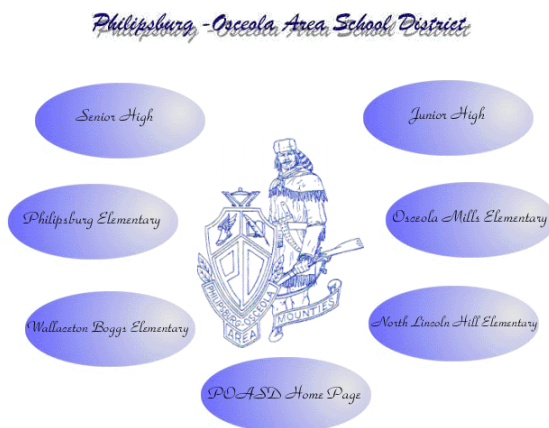 Philipsburg -Osceola Area School District
Senior High
Junior High
Philipsburg Elementary
Osceola Mills Elementary
Wallaceton Boggs Elementary
North Lincoln Hill Elementary
PO
PHILIPSBURG-OSCEOLA
AREA
MOUNTIES
POASD Home Page